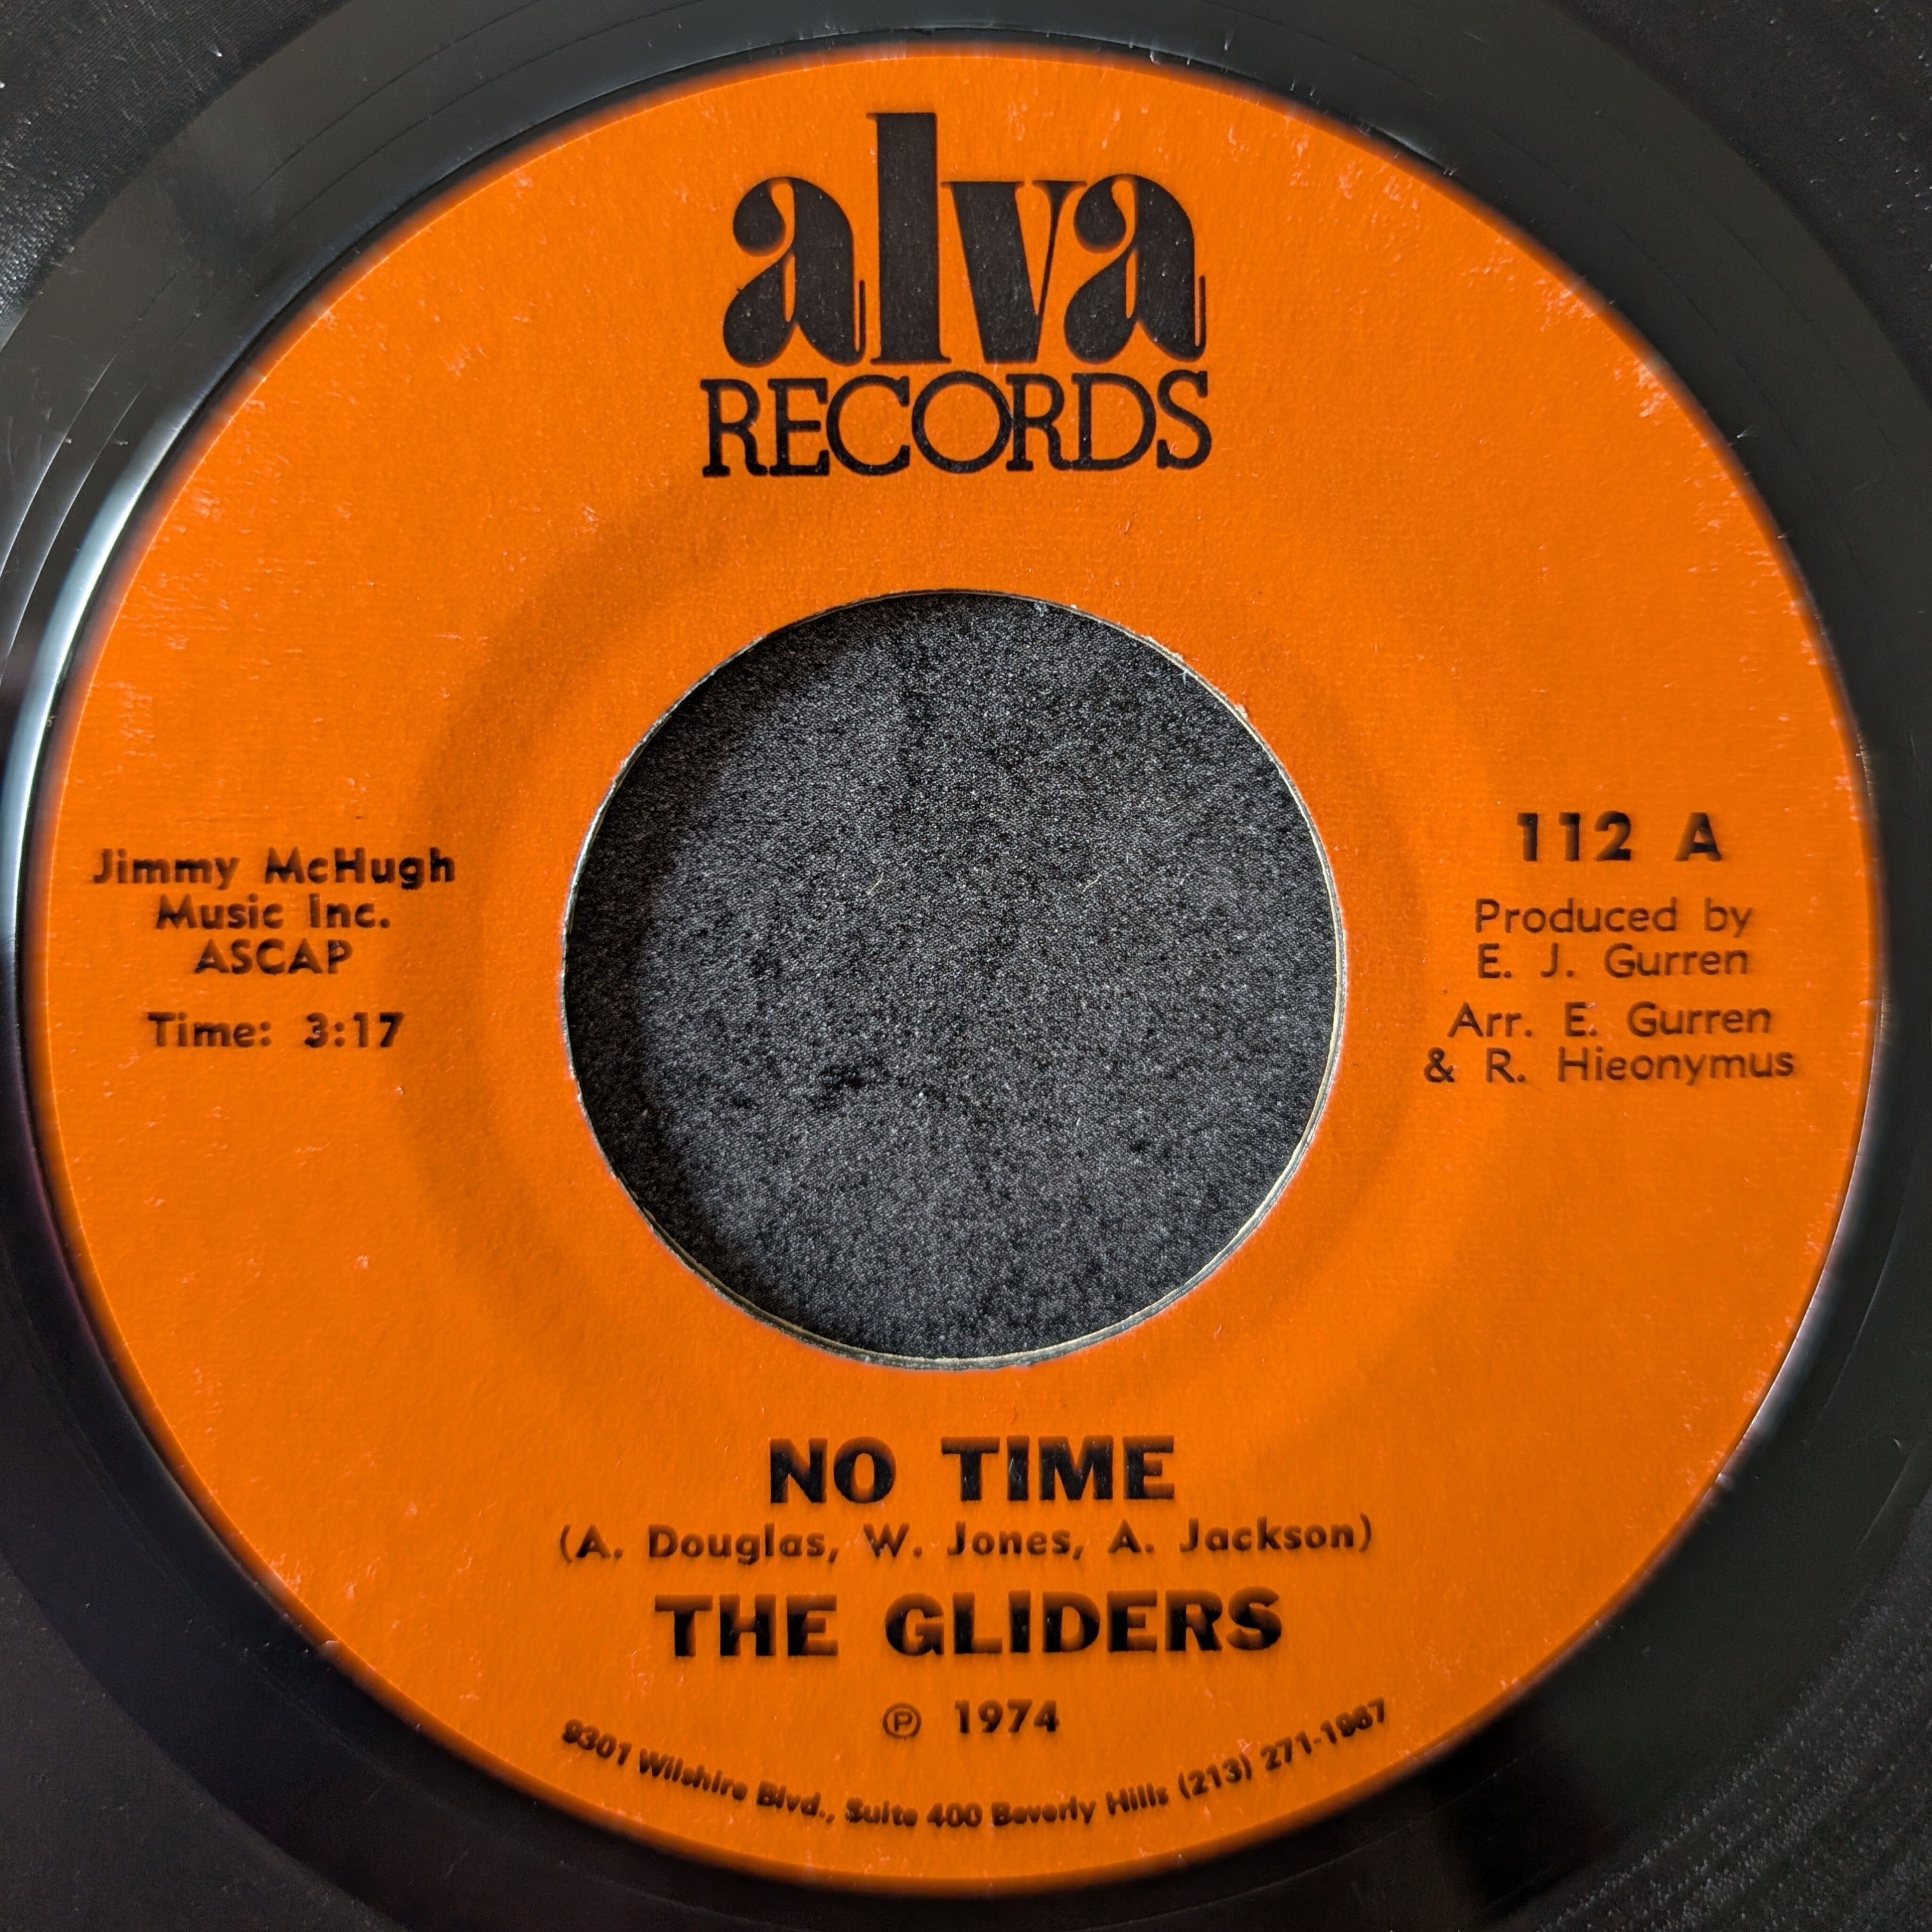 alva
RECORDS
Jimmy McHugh
Music Inc.
ASCAP
Time: 3:17
112 A
Produced by
E. J. Gurren
Arr. E. Gurren
& R. Hieonymus
NO TIME
(A. Douglas, W. Jones, A. Jackson)
THE GLIDERS
℗ 1974
9301 Wilshire Blvd., Suite 400 Beverly Hills (213) 271-1967